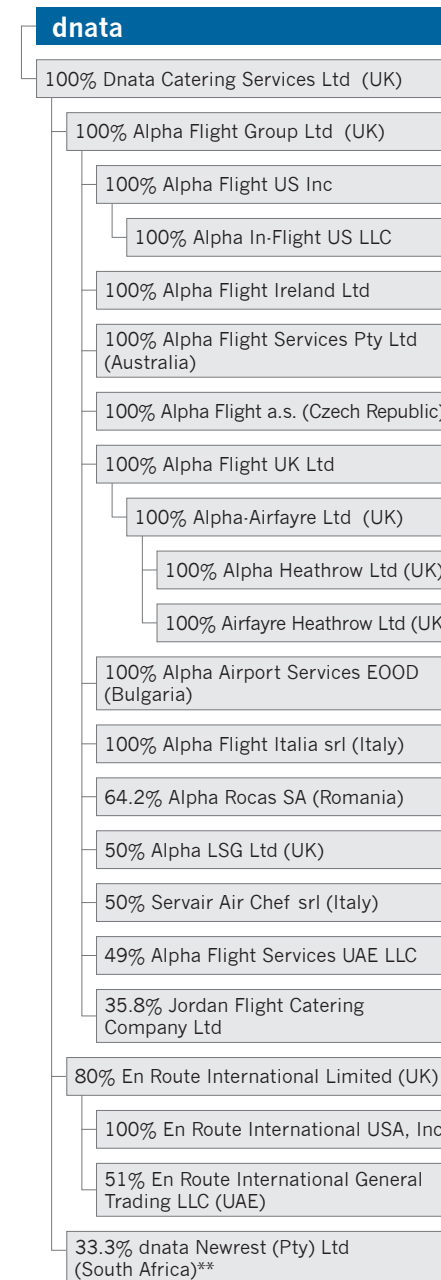 dnata
100% Dnata Catering Services Ltd (UK)
100% Alpha Flight Group Ltd (UK)
100% Alpha Flight US Inc
100% Alpha In-Flight US LLC
100% Alpha Flight Ireland Ltd
100% Alpha Flight Services Pty Ltd
(Australia)
100% Alpha Flight a.s. (Czech Republic)
100% Alpha Flight UK Ltd
100% Alpha-Airfayre Ltd (UK)
100% Alpha Heathrow Ltd (UK)
100% Airfayre Heathrow Ltd (UK
100% Alpha Airport Services EOOD
(Bulgaria)
100% Alpha Flight Italia srl (Italy)
64.2% Alpha Rocas SA (Romania)
50% Alpha LSG Ltd (UK)
50% Servair Air Chef srl (Italy)
49% Alpha Flight Services UAE LLC
35.8% Jordan Flight Catering
Company Ltd
80% En Route International Limited (UK)
100% En Route International USA, Inc
51% En Route International General
Trading LLC (UAE)
33.3% dnata Newrest (Pty) Ltd
(South Africa)**